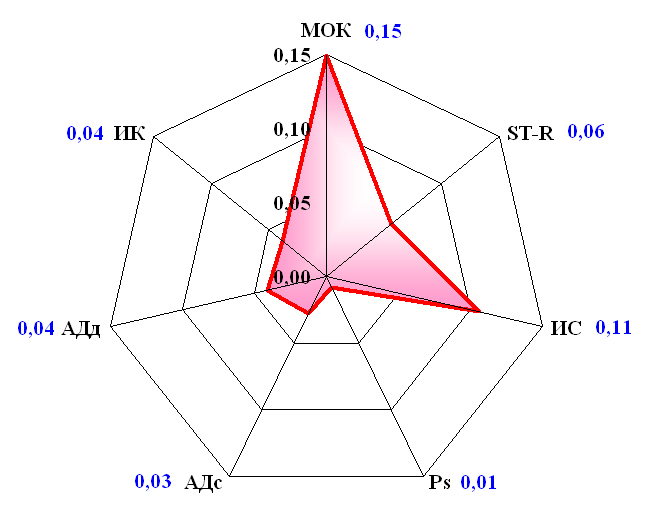 МОК 0,15
0,15
0,04 ИК
0,10
ST-R 0,06
0,05
0,00
0,04 АДд
ИС 0,11
0,03 АДс
Ps 0,01